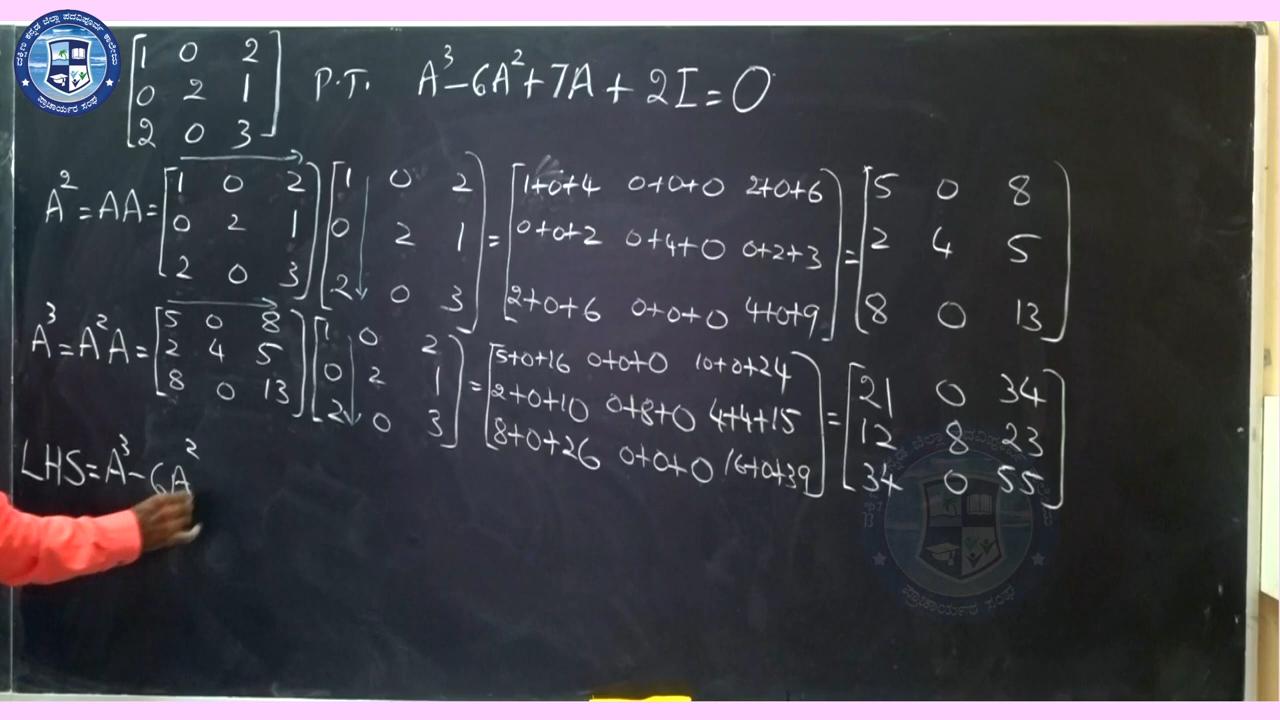 ದಕ್ಷಿಣ ಕನ್ನಡ ಜಿಲ್ಲಾ ಪದವಿಪೂರ್ವ ಕಾಲೇಜು
ಪ್ರಾಚಾರ್ಯರ ಸಂಘ
[1 0 2
0 2 1
2 0 3] P.T. A³-6A²+7A+2I=0
A²=AA=[1 0 2
0 2 1
2 0 3] [1 0 2
0 2 1
2 0 3] = [1+0+4 0+0+0 2+0+6
0+0+2 0+4+0 0+2+3
2+0+6 0+0+0 4+0+9] = [5 0 8
2 4 5
8 0 13]
A³=A²A=[5 0 8
2 4 5
8 0 13] [1 0 2
0 2 1
2 0 3] = [5+0+16 0+0+0 10+0+24
2+0+10 0+8+0 4+4+15
8+0+26 0+0+0 16+0+39] = [21 0 34
12 8 23
34 0 55]
LHS=A³-6A²
ಪ್ರಾಚಾರ್ಯರ ಸಂಘ